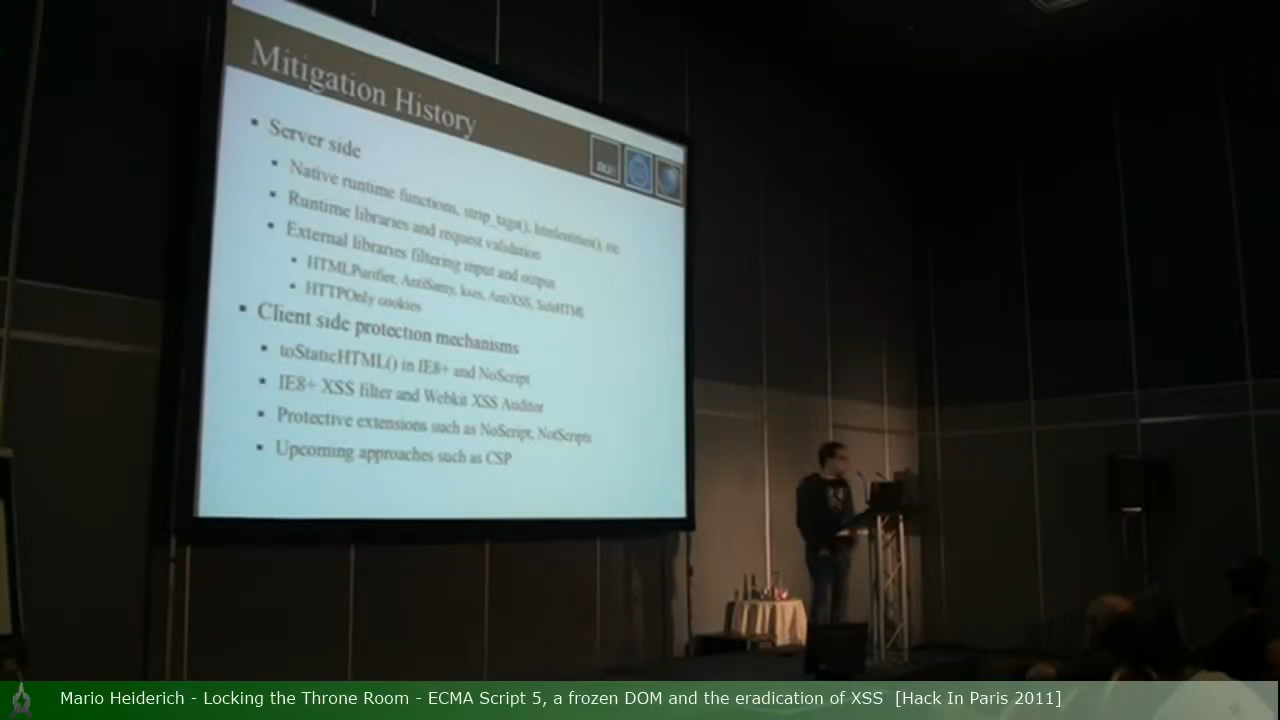 Mitigation History
Server side
Native runtime functions, strip_tags(), htmlentities(), etc.
Runtime libraries and request validation
External libraries filtering input and output
HTMLPurifier, AntiSamy, kses, AntiXSS, SafeHTML
HTTPOnly cookies
Client side protection mechanisms
toStaticHTML() in IE8+ and NoScript
IE8+ XSS filter and Webkit XSS Auditor
Protective extensions such as NoScript, NotScripts
Upcoming approaches such as CSP
Mario Heiderich - Locking the Throne Room - ECMA Script 5, a frozen DOM and the eradication of XSS [Hack In Paris 2011]